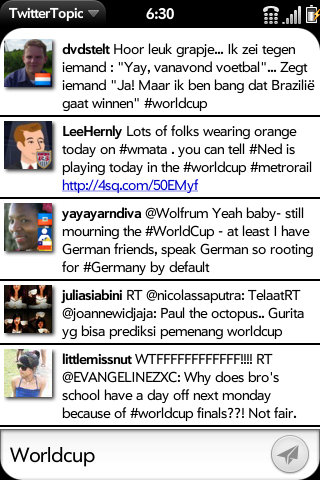 TwitterTopic
6:30
dvdstelt Hoor leuk grapje... Ik zei tegen
iemand : "Yay, vanavond voetbal"... Zegt
iemand "Ja! Maar ik ben bang dat Brazilië
gaat winnen" #worldcup
LeeHernly Lots of folks wearing orange
today on #wmata . you can tell #Ned is
playing today in the #worldcup #metrorail
http://4sq.com/50EMyf
yayayarndiva @Wolfrum Yeah baby- still
mourning the #WorldCup - at least I have
German friends, speak German so rooting
for #Germany by default
juliasiabini RT @nicolassaputra: TelaatRT
@joannewidjaja: Paul the octopus.. Gurita
yg bisa prediksi pemenang worldcup
littlemissnut WTFFFFFFFFFFFF!!!! RT
@EVANGELINEZXC: Why does bro's
school have a day off next monday
because of #worldcup finals??! Not fair.
Worldcup